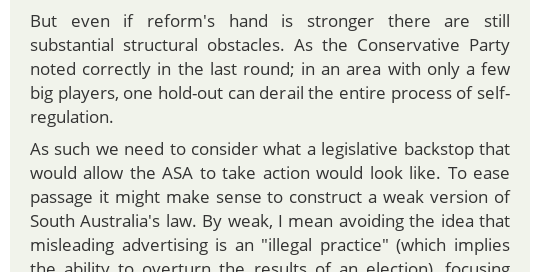 But even if reform's hand is stronger there are still
substantial structural obstacles. As the Conservative Party
noted correctly in the last round; in an area with only a few
big players, one hold-out can derail the entire process of self-
regulation.
As such we need to consider what a legislative backstop that
would allow the ASA to take action would look like. To ease
passage it might make sense to construct a weak version of
South Australia's law. By weak, I mean avoiding the idea that
misleading advertising is an "illegal practice" (which implies
the ability to overturn the results of an election), focusing